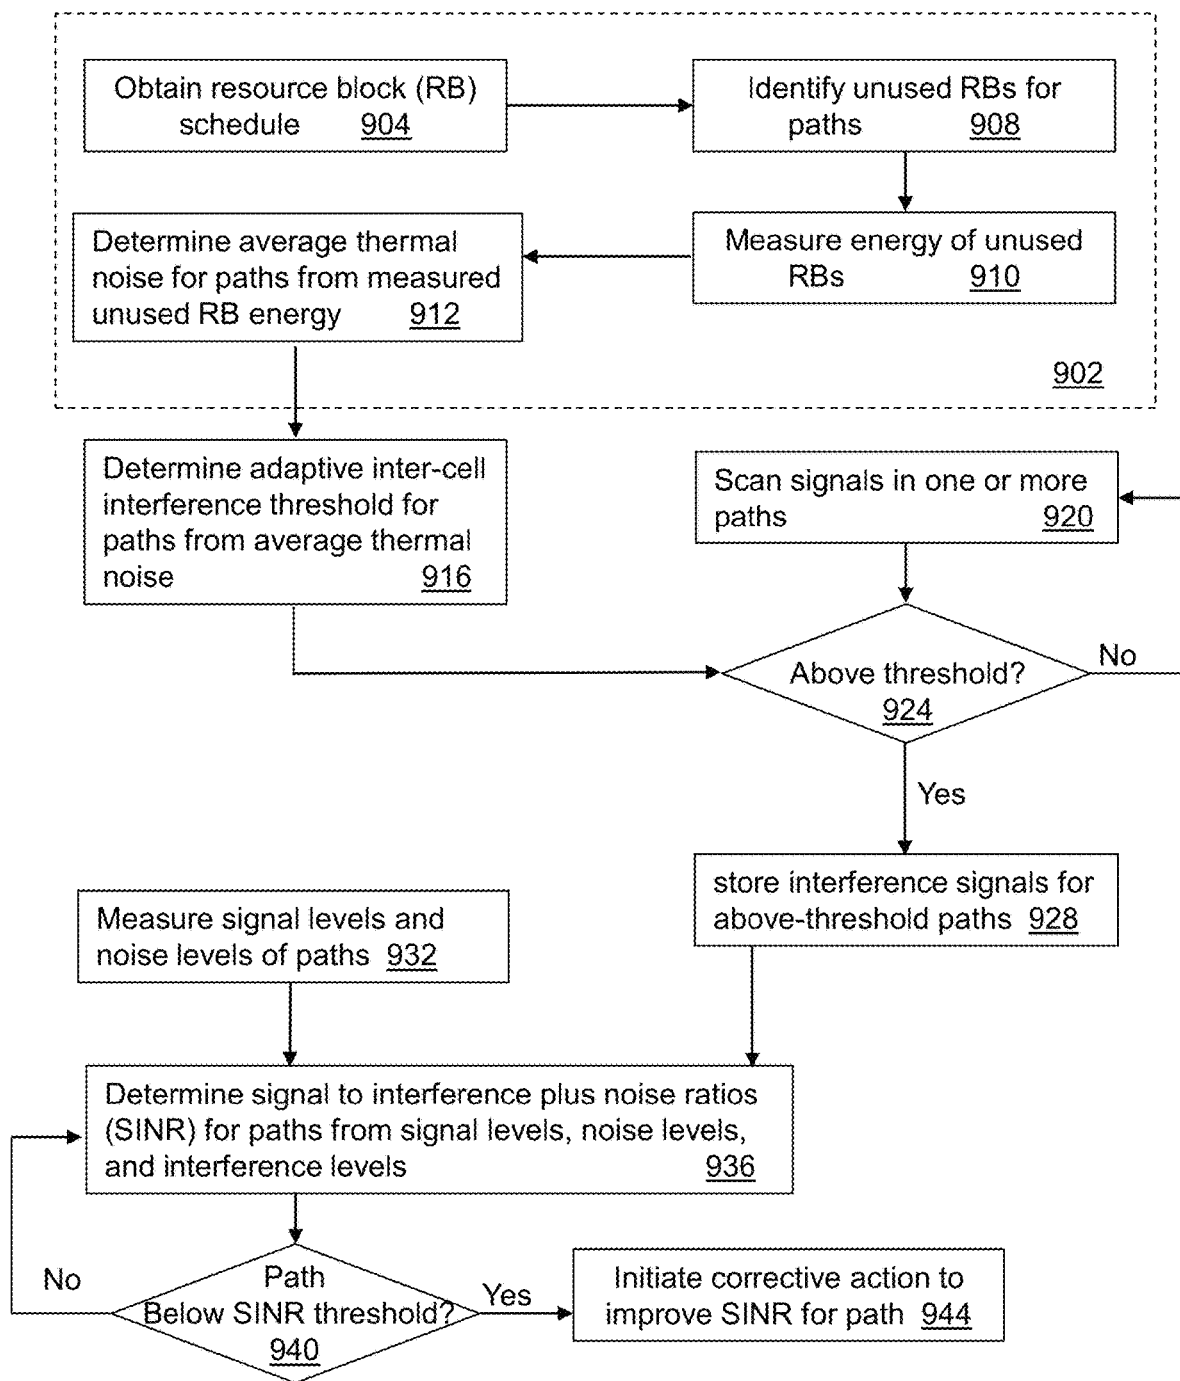 Obtain resource block (RB)
schedule 904
Identify unused RBs for
paths 908
Measure energy of unused
RBs 910
Determine average thermal
noise for paths from measured
unused RB energy 912
902
Determine adaptive inter-cell
interference threshold for
paths from average thermal
noise 916
Scan signals in one or more
paths 920
Above threshold?
924
No
Yes
store interference signals for
above-threshold paths 928
Measure signal levels and
noise levels of paths 932
Determine signal to interference plus noise ratios
(SINR) for paths from signal levels, noise levels,
and interference levels 936
Path
Below SINR threshold?
940
No
Yes
Initiate corrective action to
improve SINR for path 944